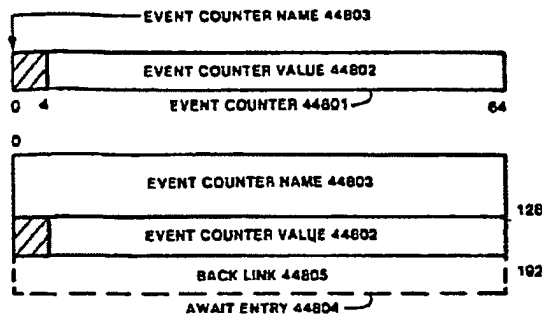 EVENT COUNTER NAME 44803
EVENT COUNTER VALUE 44802
0 4 EVENT COUNTER 44801 64
0
EVENT COUNTER NAME 44803
128
EVENT COUNTER VALUE 44802
BACK LINK 44805 192
AWAIT ENTRY 44804